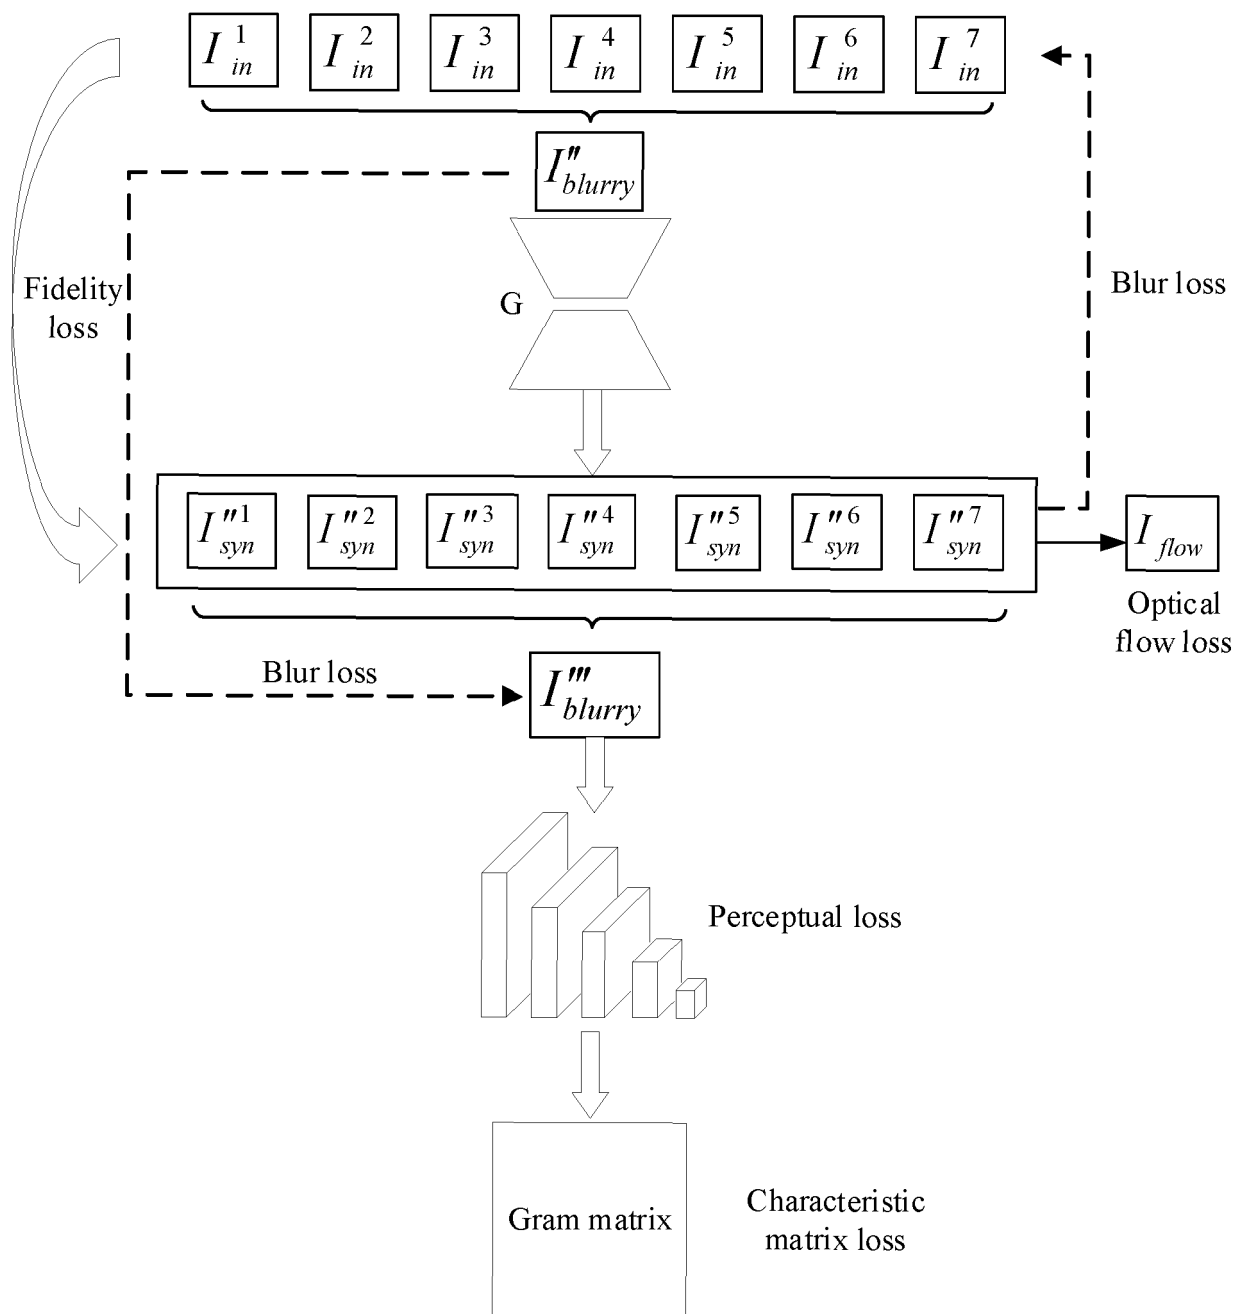 I_in^1 I_in^2 I_in^3 I_in^4 I_in^5 I_in^6 I_in^7
I''_blurry
Fidelity
loss
G
Blur loss
I''_syn^1 I''_syn^2 I''_syn^3 I''_syn^4 I''_syn^5 I''_syn^6 I''_syn^7
I_flow
Optical
flow loss
Blur loss
I'''_blurry
Perceptual loss
Gram matrix
Characteristic
matrix loss